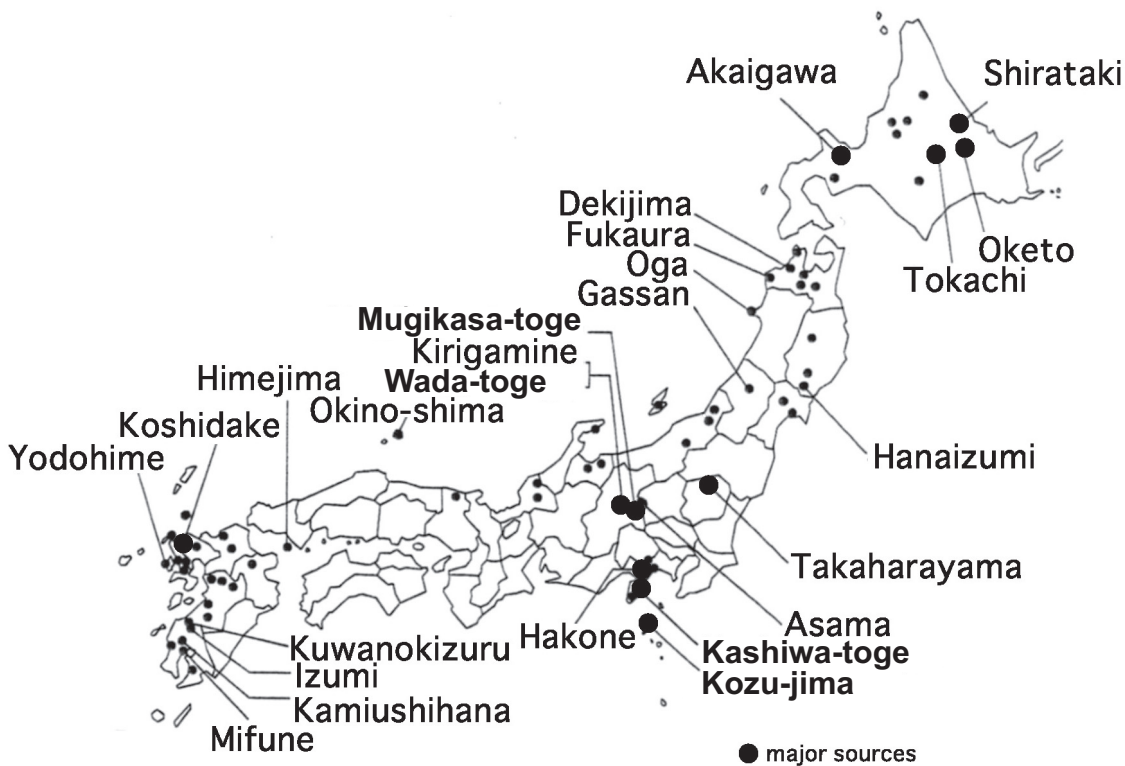 Akaigawa
Shirataki
Dekijima
Fukaura
Oga
Gassan
Oketo
Tokachi
Mugikasa-toge
Kirigamine
Wada-toge
Himejima
Okino-shima
Koshidake
Yodohime
Hanaizumi
Takaharayama
Asama
Hakone
Kashiwa-toge
Kozu-jima
Kuwanokizuru
Izumi
Kamiushihana
Mifune
major sources